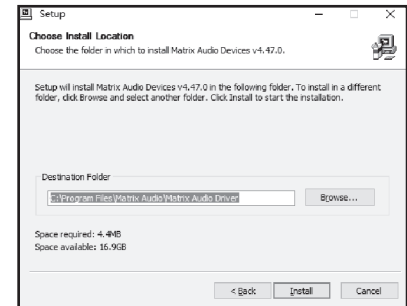 Setup
Choose Install Location
Choose the folder in which to install Matrix Audio Devices v4.47.0.
Setup will install Matrix Audio Devices v4.47.0 in the following folder. To install in a different
folder, click Browse and select another folder. Click Install to start the installation.
Destination Folder
C:\Program Files\Matrix Audio\Matrix Audio Driver
Browse...
Space required: 4.4MB
Space available: 16.9GB
< Back
Install
Cancel